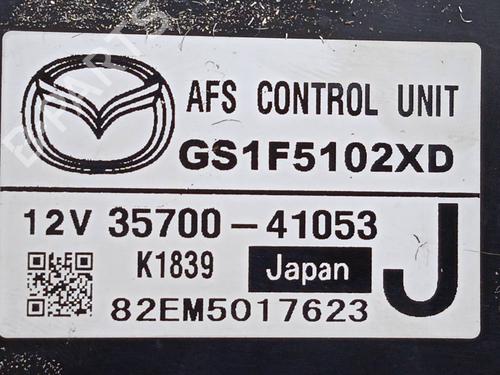 AFS CONTROL UNIT
GS1F5102XD
12V 35700-41053
K1839 Japan J
82EM5017623